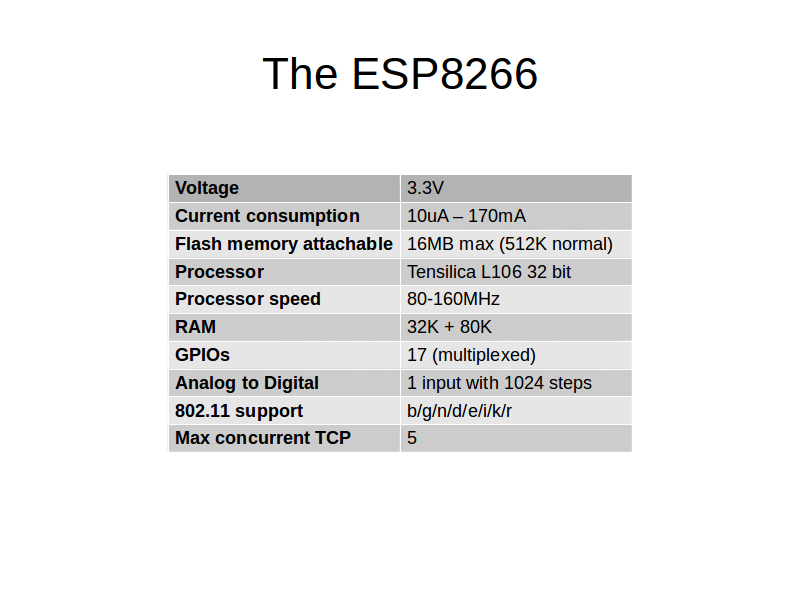 The ESP8266
Voltage 3.3V
Current consumption 10uA – 170mA
Flash memory attachable 16MB max (512K normal)
Processor Tensilica L106 32 bit
Processor speed 80-160MHz
RAM 32K + 80K
GPIOs 17 (multiplexed)
Analog to Digital 1 input with 1024 steps
802.11 support b/g/n/d/e/i/k/r
Max concurrent TCP 5